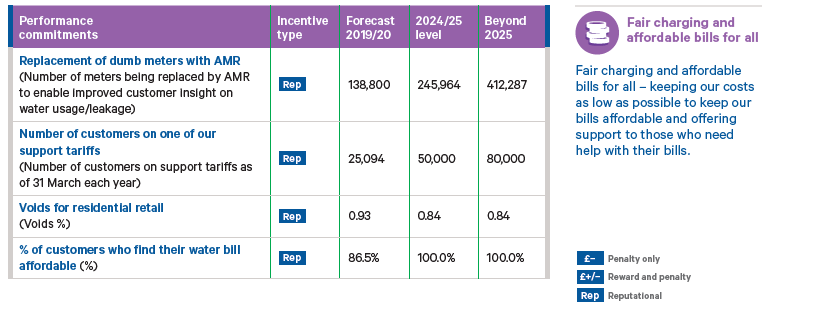 Performance commitments
Incentive type
Forecast 2019/20
2024/25 level
Beyond 2025
Replacement of dumb meters with AMR
(Number of meters being replaced by AMR
to enable improved customer insight on
water usage/leakage)
Rep
138,800
245,964
412,287
Number of customers on one of our
support tariffs
(Number of customers on support tariffs as
of 31 March each year)
Rep
25,094
50,000
80,000
Voids for residential retail
(Voids %)
Rep
0.93
0.84
0.84
% of customers who find their water bill
affordable (%)
Rep
86.5%
100.0%
100.0%
Fair charging and
affordable bills for all
Fair charging and affordable
bills for all – keeping our costs
as low as possible to keep our
bills affordable and offering
support to those who need
help with their bills.
£– Penalty only
£+/– Reward and penalty
Rep Reputational